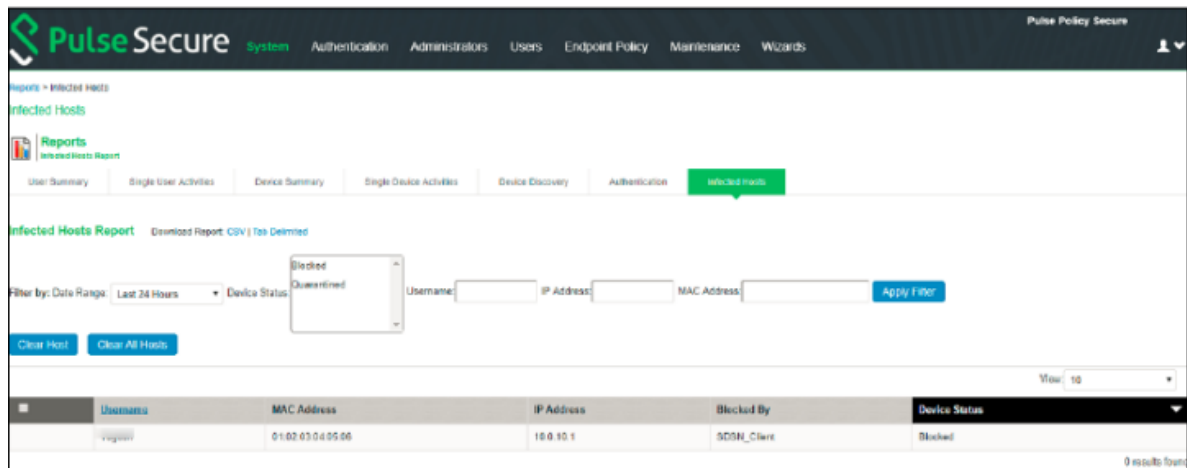 Pulse Policy Secure
Pulse Secure System Authentication Administrators Users Endpoint Policy Maintenance Wizards
Reports > Infected Hosts
Infected Hosts
Reports
Infected Hosts Report
User Summary Single User Activities Device Summary Single Device Activities Device Discovery Authentication Infected Hosts
Infected Hosts Report Download Report: CSV | Tab Delimited
Blocked
Quarantined
Filter by: Date Range: Last 24 Hours Device Status: Username: IP Address: MAC Address: Apply Filter
Clear Host Clear All Hosts
View: 10
Username MAC Address IP Address Blocked By Device Status
01:02:03:04:05:06 10.0.10.1 SDSN_Client Blocked
0 results found